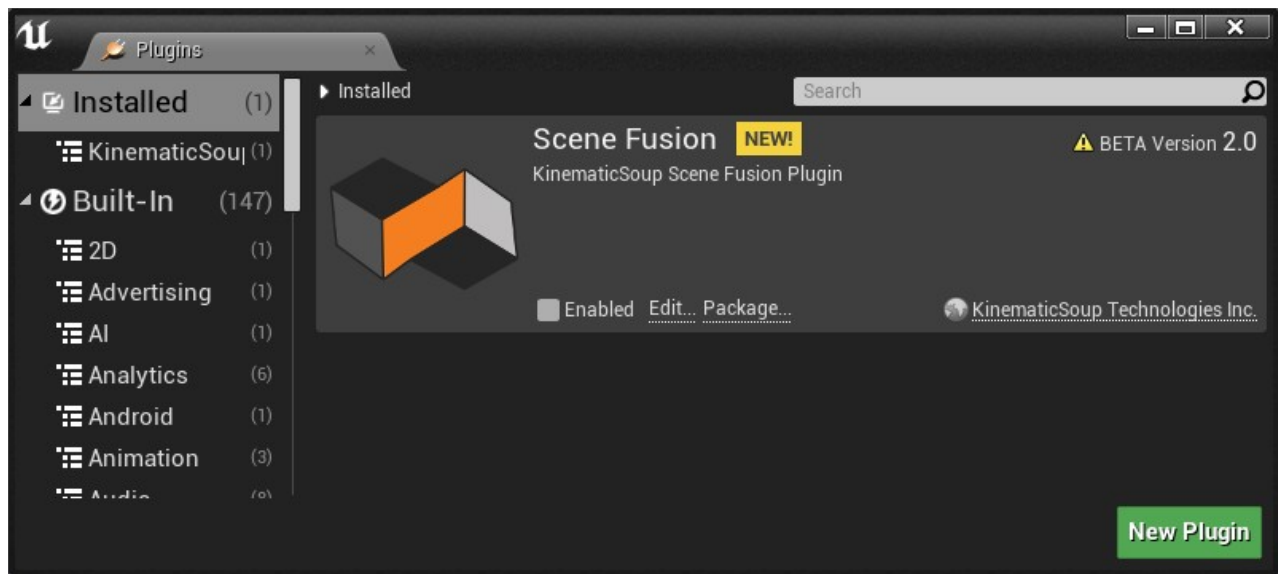 Plugins
Installed (1)
KinematicSou (1)
Built-In (147)
2D (1)
Advertising (1)
AI (1)
Analytics (6)
Android (1)
Animation (3)
Audio (8)
Installed
Search
Scene Fusion NEW!
BETA Version 2.0
KinematicSoup Scene Fusion Plugin
Enabled Edit... Package...
KinematicSoup Technologies Inc.
New Plugin